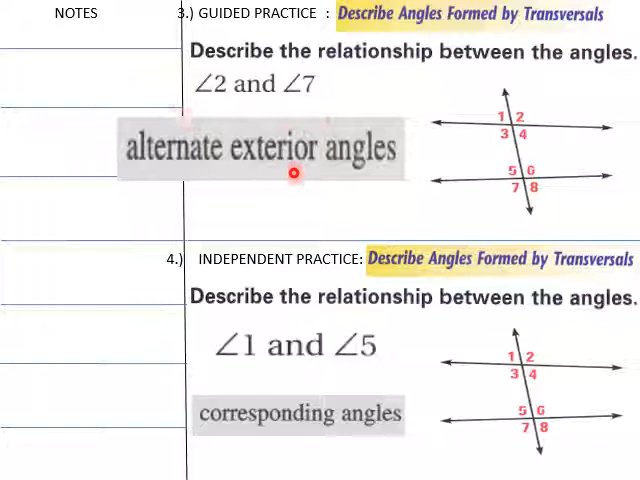 NOTES
3.) GUIDED PRACTICE : Describe Angles Formed by Transversals
Describe the relationship between the angles.
∠2 and ∠7
alternate exterior angles
1 2
3 4
5 6
7 8
4.) INDEPENDENT PRACTICE: Describe Angles Formed by Transversals
Describe the relationship between the angles.
∠1 and ∠5
corresponding angles
1 2
3 4
5 6
7 8